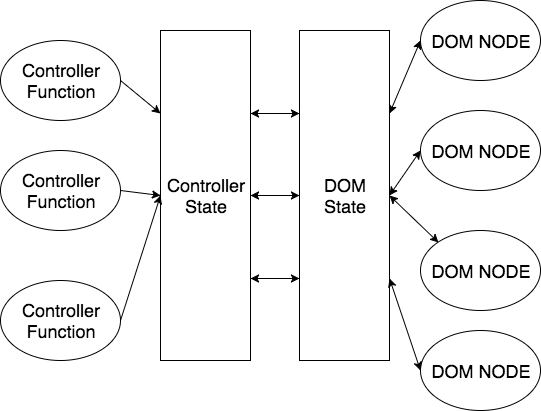 Controller
Function
Controller
Function
Controller
Function
Controller
State
DOM
State
DOM NODE
DOM NODE
DOM NODE
DOM NODE